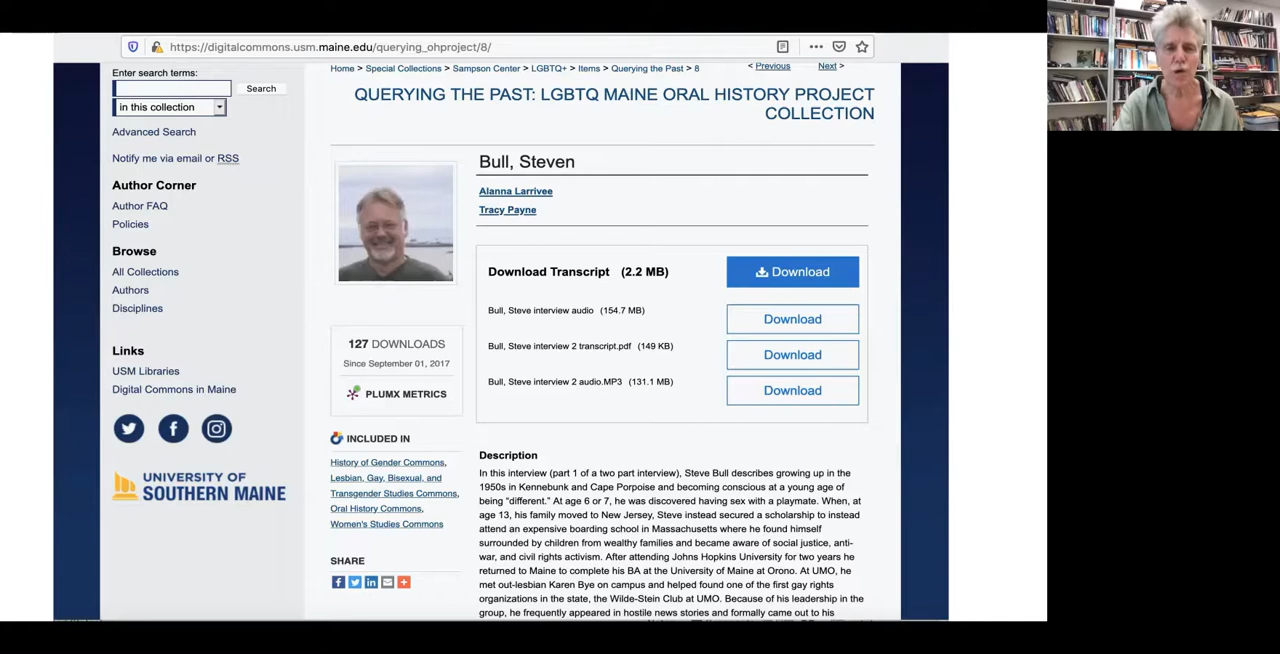 https://digitalcommons.usm.maine.edu/querying_ohproject/8/
Enter search terms:
Search
in this collection
Advanced Search
Notify me via email or RSS
Author Corner
Author FAQ
Policies
Browse
All Collections
Authors
Disciplines
Links
USM Libraries
Digital Commons in Maine
UNIVERSITY OF
SOUTHERN MAINE
Home > Special Collections > Sampson Center > LGBTQ+ > Items > Querying the Past > 8
< Previous Next >
QUERYING THE PAST: LGBTQ MAINE ORAL HISTORY PROJECT
COLLECTION
Bull, Steven
Alanna Larrivee
Tracy Payne
Download Transcript (2.2 MB)
Download
Bull, Steve interview audio (154.7 MB)
Download
Bull, Steve interview 2 transcript.pdf (149 KB)
Download
Bull, Steve interview 2 audio.MP3 (131.1 MB)
Download
127 DOWNLOADS
Since September 01, 2017
PLUMX METRICS
INCLUDED IN
History of Gender Commons,
Lesbian, Gay, Bisexual, and
Transgender Studies Commons,
Oral History Commons,
Women's Studies Commons
SHARE
Description
In this interview (part 1 of a two part interview), Steve Bull describes growing up in the
1950s in Kennebunk and Cape Porpoise and becoming conscious at a young age of
being “different.” At age 6 or 7, he was discovered having sex with a playmate. When, at
age 13, his family moved to New Jersey, Steve instead secured a scholarship to instead
attend an expensive boarding school in Massachusetts where he found himself
surrounded by children from wealthy families and became aware of social justice, anti-
war, and civil rights activism. After attending Johns Hopkins University for two years he
returned to Maine to complete his BA at the University of Maine at Orono. At UMO, he
met out-lesbian Karen Bye on campus and helped found one of the first gay rights
organizations in the state, the Wilde-Stein Club at UMO. Because of his leadership in the
group, he frequently appeared in hostile news stories and formally came out to his